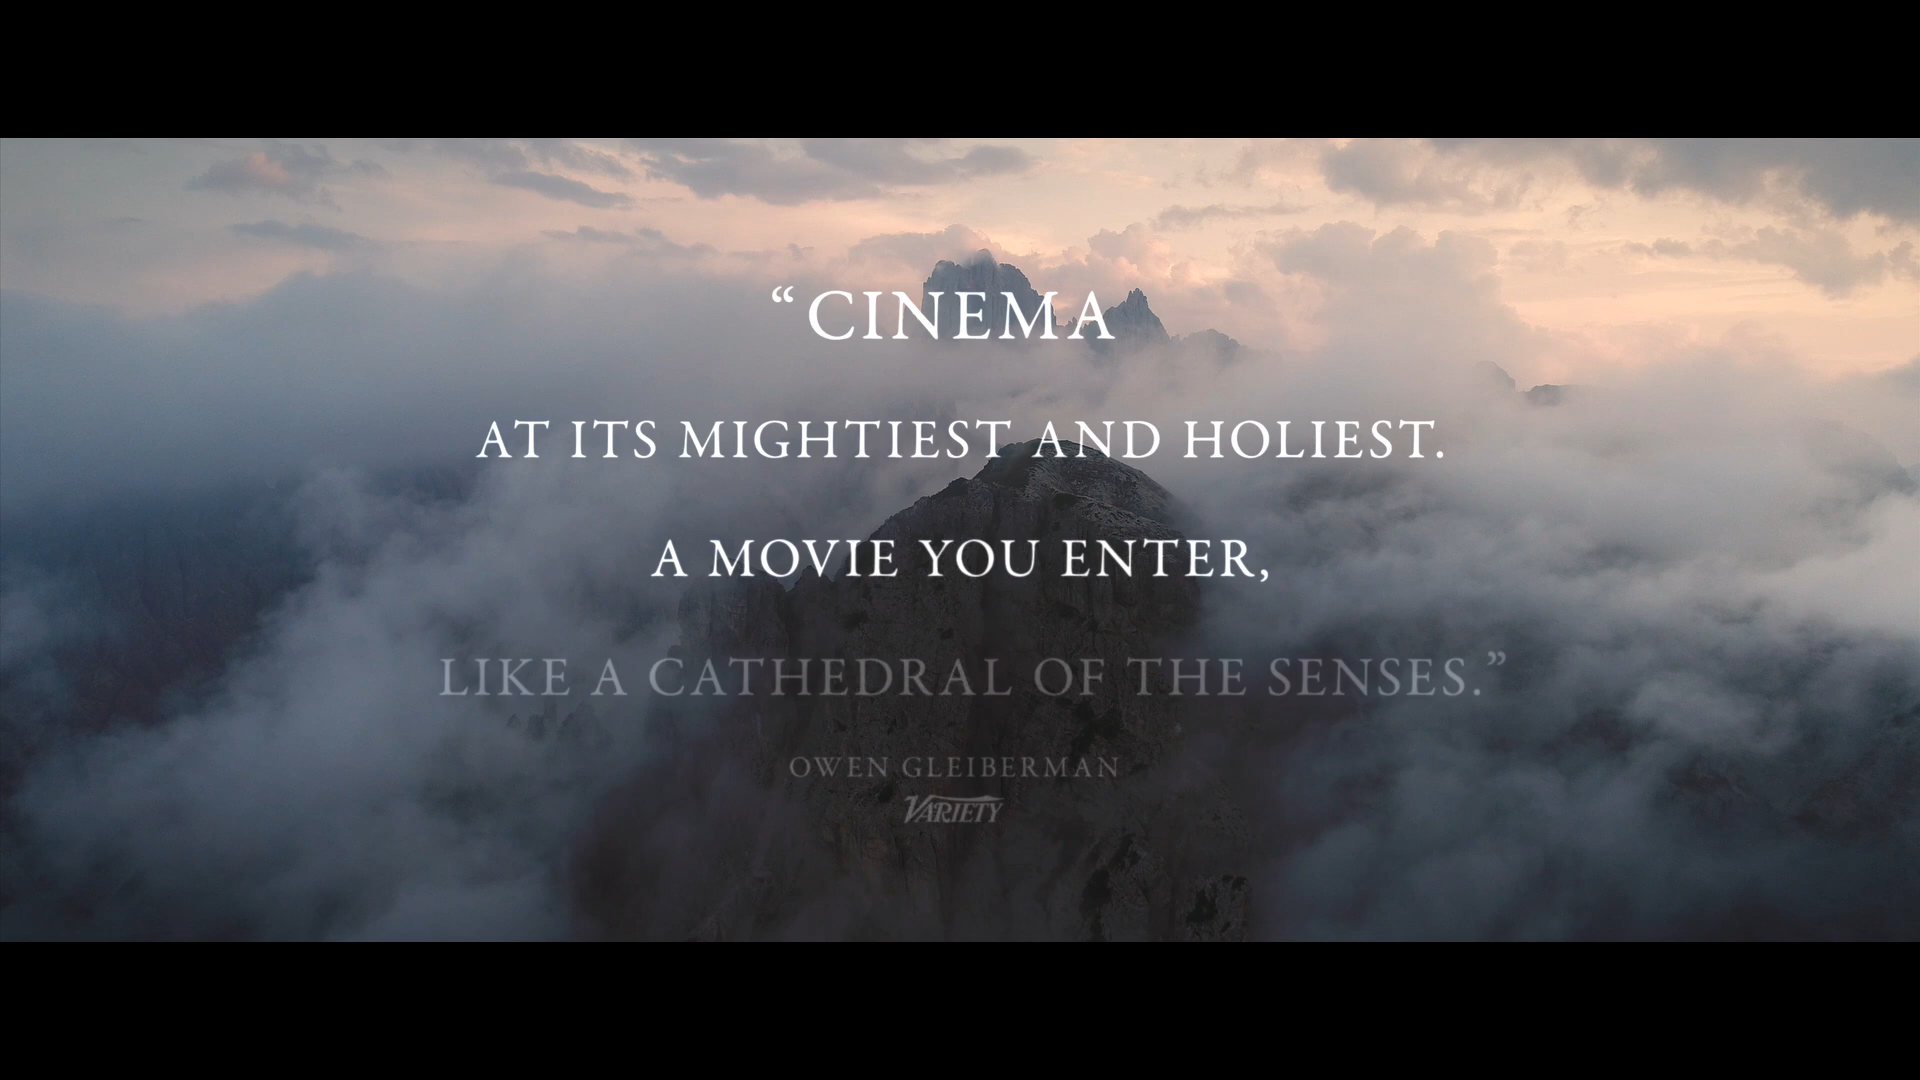 “CINEMA
AT ITS MIGHTIEST AND HOLIEST.
A MOVIE YOU ENTER,
LIKE A CATHEDRAL OF THE SENSES.”
OWEN GLEIBERMAN
VARIETY